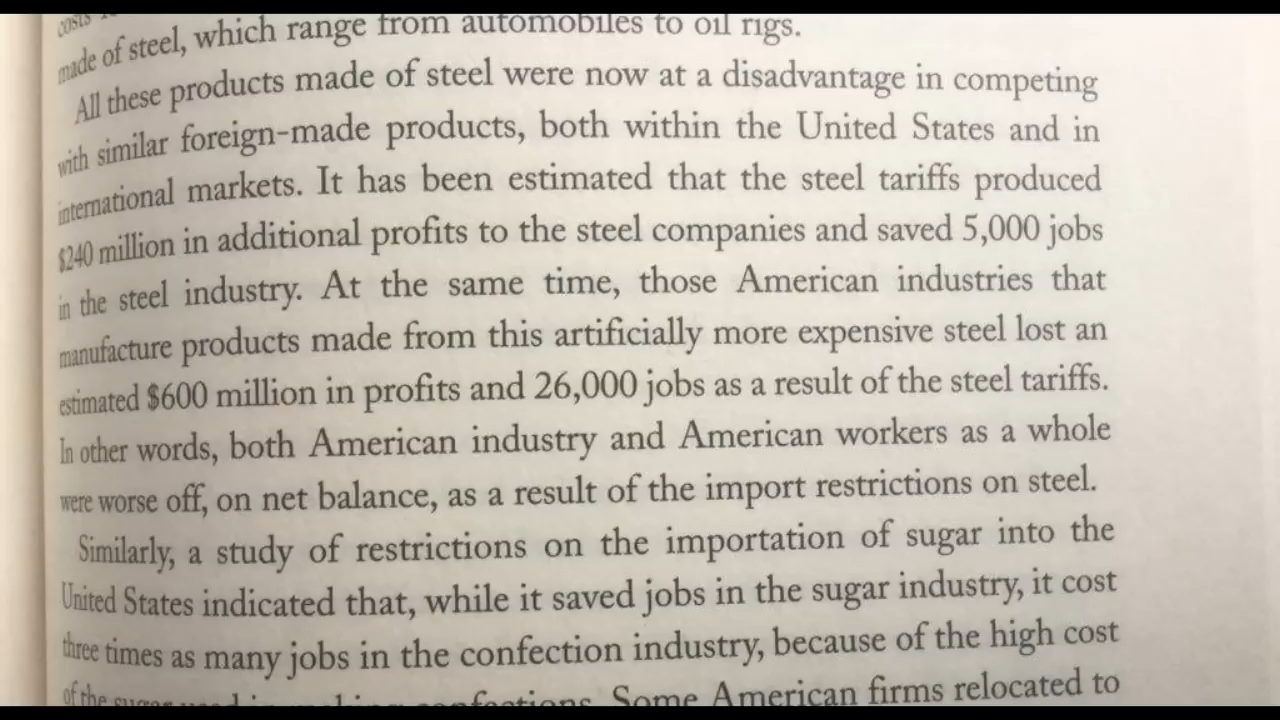 costs
made of steel, which range from automobiles to oil rigs.
All these products made of steel were now at a disadvantage in competing
with similar foreign-made products, both within the United States and in
international markets. It has been estimated that the steel tariffs produced
$240 million in additional profits to the steel companies and saved 5,000 jobs
in the steel industry. At the same time, those American industries that
manufacture products made from this artificially more expensive steel lost an
estimated $600 million in profits and 26,000 jobs as a result of the steel tariffs.
In other words, both American industry and American workers as a whole
were worse off, on net balance, as a result of the import restrictions on steel.
Similarly, a study of restrictions on the importation of sugar into the
United States indicated that, while it saved jobs in the sugar industry, it cost
three times as many jobs in the confection industry, because of the high cost
of the sugar used in making confections. Some American firms relocated to